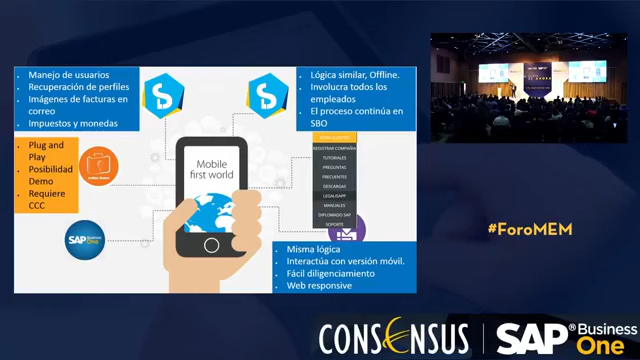 • Manejo de usuarios
• Recuperación de perfiles
• Imágenes de facturas en
correo
• Impuestos y monedas
• Lógica similar, Offline.
• Involucra todos los
empleados
• El proceso continúa en
SBO
• Plug and
Play
• Posibilidad
Demo
• Requiere
CCC
Mobile
first world
REGISTRAR COMPAÑÍA
TUTORIALES
PREGUNTAS
FRECUENTES
DESCARGAS
LEGALISAPP
MANUALES
DIPLOMADO SAP
SOPORTE
SAP Business
One
• Misma lógica
• Interactúa con versión móvil.
• Fácil diligenciamiento
• Web responsive
#ForoMEM
CONSENSUS
SAP® Business
One